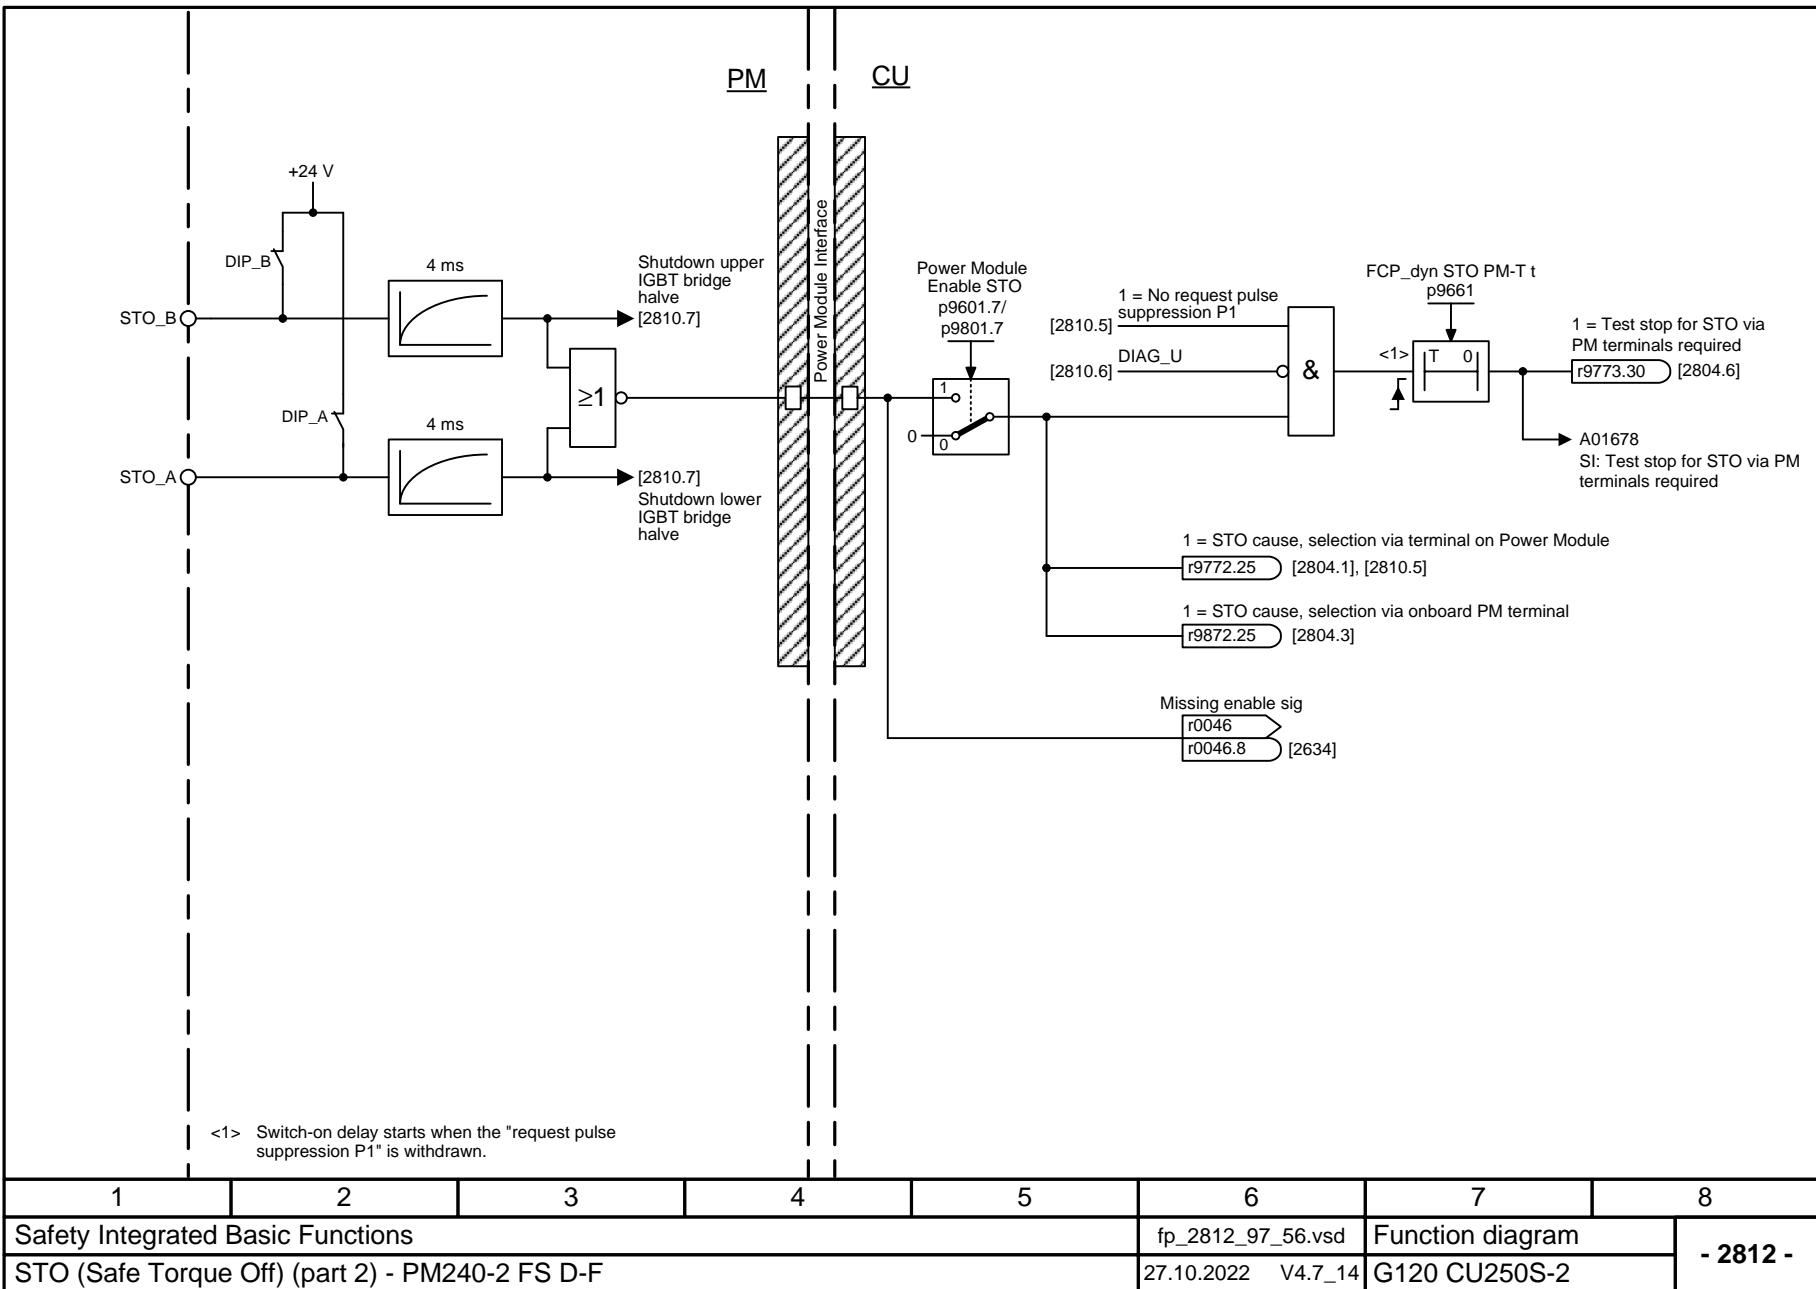 PM
CU
+24 V
DIP_B
4 ms
Shutdown upper
IGBT bridge
halve
[2810.7]
STO_B
≥1
DIP_A
4 ms
STO_A
[2810.7]
Shutdown lower
IGBT bridge
halve
Power Module Interface
Power Module
Enable STO
p9601.7/
p9801.7
1
0
0
1 = No request pulse
suppression P1
[2810.5]
DIAG_U
[2810.6]
&
<1>
FCP_dyn STO PM-T t
p9661
T 0
1 = Test stop for STO via
PM terminals required
r9773.30 [2804.6]
A01678
SI: Test stop for STO via PM
terminals required
1 = STO cause, selection via terminal on Power Module
r9772.25 [2804.1], [2810.5]
1 = STO cause, selection via onboard PM terminal
r9872.25 [2804.3]
Missing enable sig
r0046
r0046.8 [2634]
<1> Switch-on delay starts when the "request pulse
suppression P1" is withdrawn.
1 2 3 4 5 6 7 8
Safety Integrated Basic Functions
fp_2812_97_56.vsd
Function diagram
- 2812 -
STO (Safe Torque Off) (part 2) - PM240-2 FS D-F
27.10.2022 V4.7_14
G120 CU250S-2